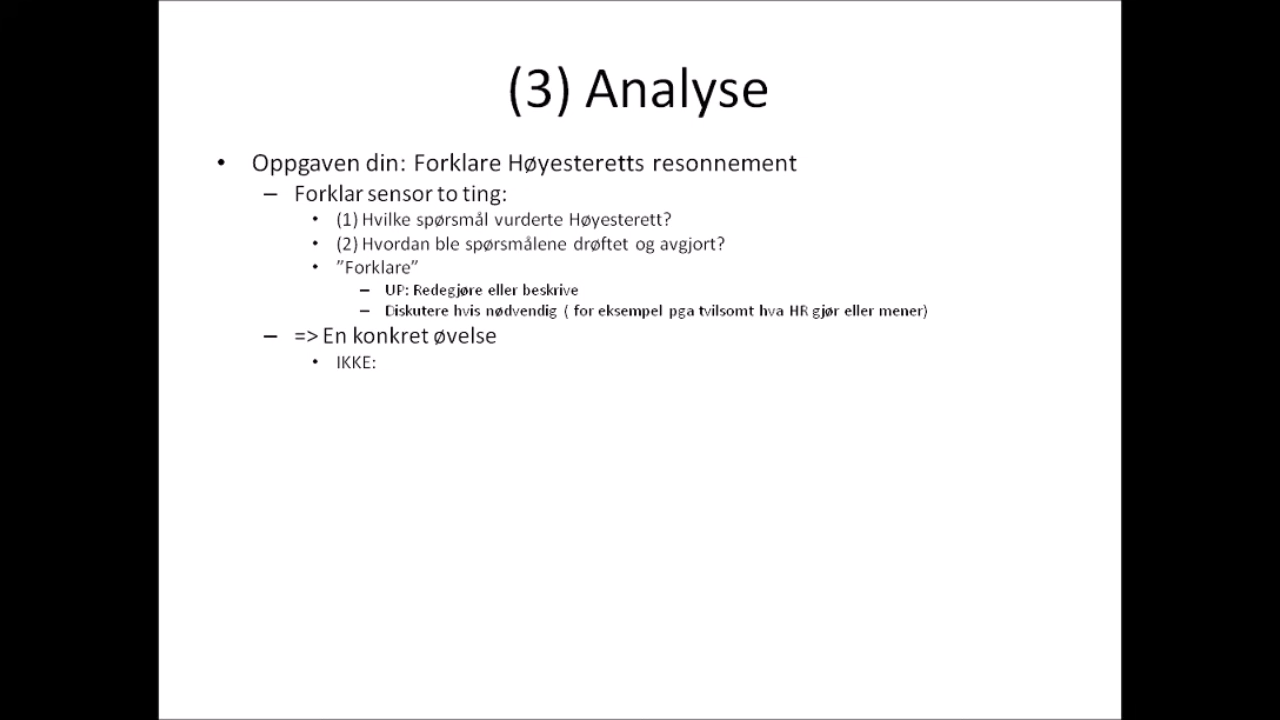 (3) Analyse
• Oppgaven din: Forklare Høyesteretts resonnement
– Forklar sensor to ting:
• (1) Hvilke spørsmål vurderte Høyesterett?
• (2) Hvordan ble spørsmålene drøftet og avgjort?
• ”Forklare”
– UP: Redegjøre eller beskrive
– Diskutere hvis nødvendig ( for eksempel pga tvilsomt hva HR gjør eller mener)
– => En konkret øvelse
• IKKE: